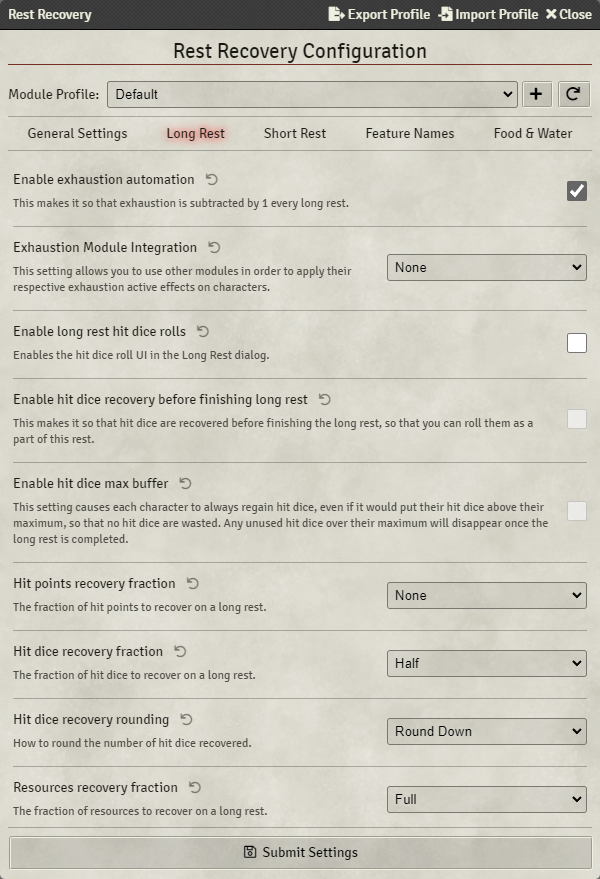 Rest Recovery Export Profile Import Profile Close
Rest Recovery Configuration
Module Profile: Default
General Settings Long Rest Short Rest Feature Names Food & Water
Enable exhaustion automation
This makes it so that exhaustion is subtracted by 1 every long rest.
Exhaustion Module Integration
None
This setting allows you to use other modules in order to apply their
respective exhaustion active effects on characters.
Enable long rest hit dice rolls
Enables the hit dice roll UI in the Long Rest dialog.
Enable hit dice recovery before finishing long rest
This makes it so that hit dice are recovered before finishing the long rest, so that you can roll them as a
part of this rest.
Enable hit dice max buffer
This setting causes each character to always regain hit dice, even if it would put their hit dice above their
maximum, so that no hit dice are wasted. Any unused hit dice over their maximum will disappear once the
long rest is completed.
Hit points recovery fraction
None
The fraction of hit points to recover on a long rest.
Hit dice recovery fraction
Half
The fraction of hit dice to recover on a long rest.
Hit dice recovery rounding
Round Down
How to round the number of hit dice recovered.
Resources recovery fraction
Full
The fraction of resources to recover on a long rest.
Submit Settings